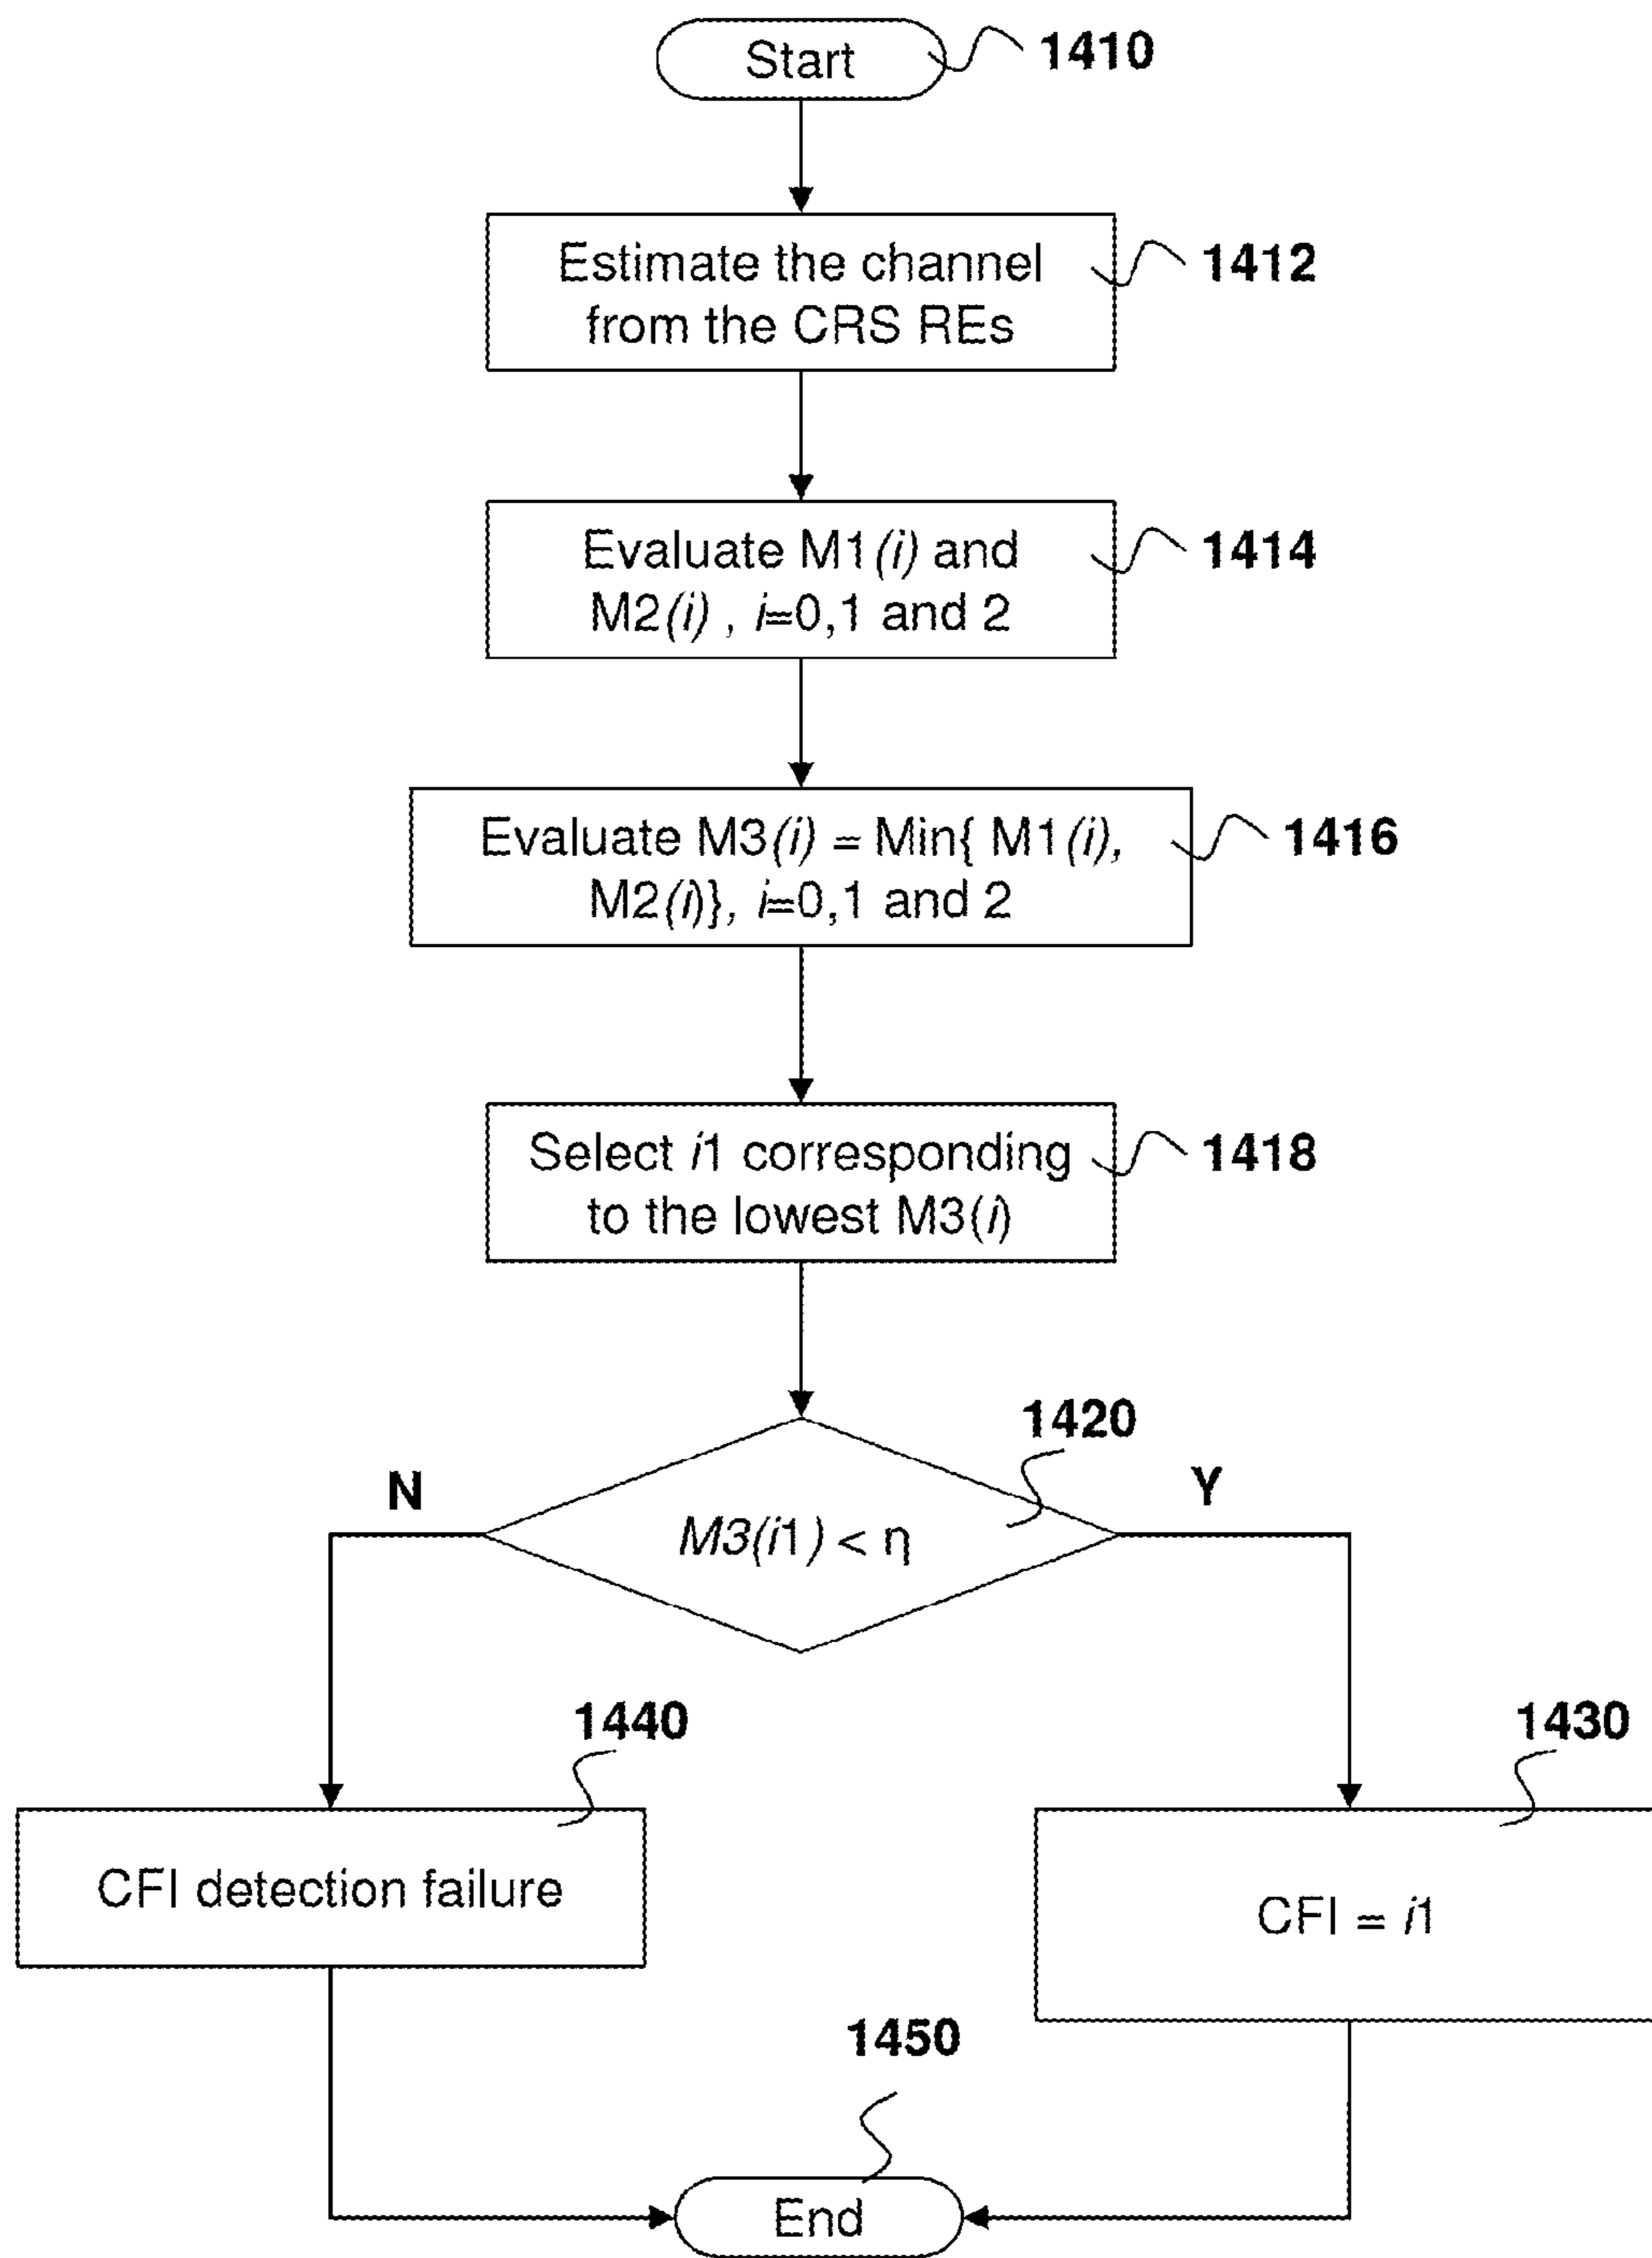 Start
1410
Estimate the channel
from the CRS REs
1412
Evaluate M1(i) and
M2(i) , i=0,1 and 2
1414
Evaluate M3(i) = Min{ M1(i),
M2(i)}, i=0,1 and 2
1416
Select i1 corresponding
to the lowest M3(i)
1418
1420
N
Y
M3(i1) < η
1440
1430
CFI detection failure
CFI = i1
1450
End